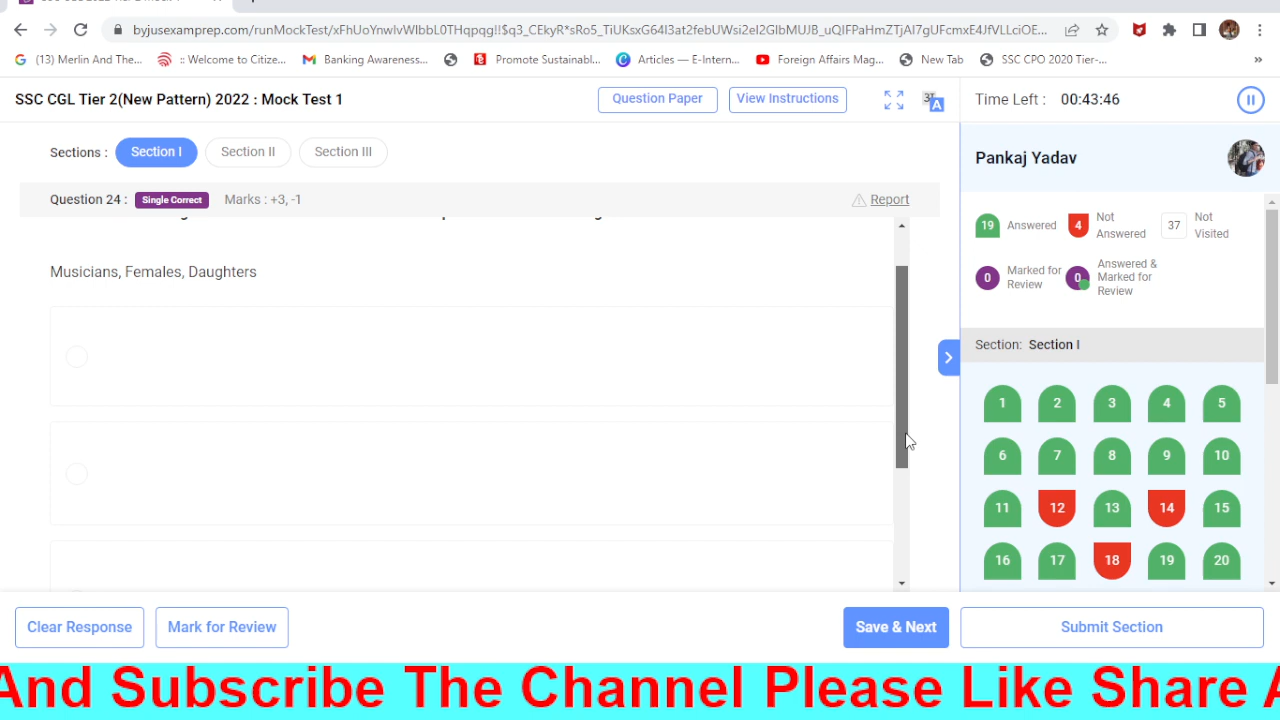 byjusexamprep.com/runMockTest/xFhUoYnwlvWlbbL0THqpqg!!$q3_CEkyR*sRo5_TiUKsxG64I3at2febUWsi2eI2GlbMUJB_uQIFPaHmZTjAI7gUFcmxE4JfVLLciOE...
(13) Merlin And The...
:: Welcome to Citize...
Banking Awareness...
Promote Sustainabl...
Articles — E-Intern...
Foreign Affairs Mag...
New Tab
SSC CPO 2020 Tier-...
»
SSC CGL Tier 2(New Pattern) 2022 : Mock Test 1
Question Paper
View Instructions
Time Left : 00:43:46
Sections : Section I Section II Section III
Pankaj Yadav
Question 24 : Single Correct Marks : +3, -1
Report
19 Answered
4 Not Answered
37 Not Visited
0 Marked for Review
0 Answered & Marked for Review
Musicians, Females, Daughters
Section: Section I
1 2 3 4 5
6 7 8 9 10
11 12 13 14 15
16 17 18 19 20
Clear Response
Mark for Review
Save & Next
Submit Section
And Subscribe The Channel Please Like Share A